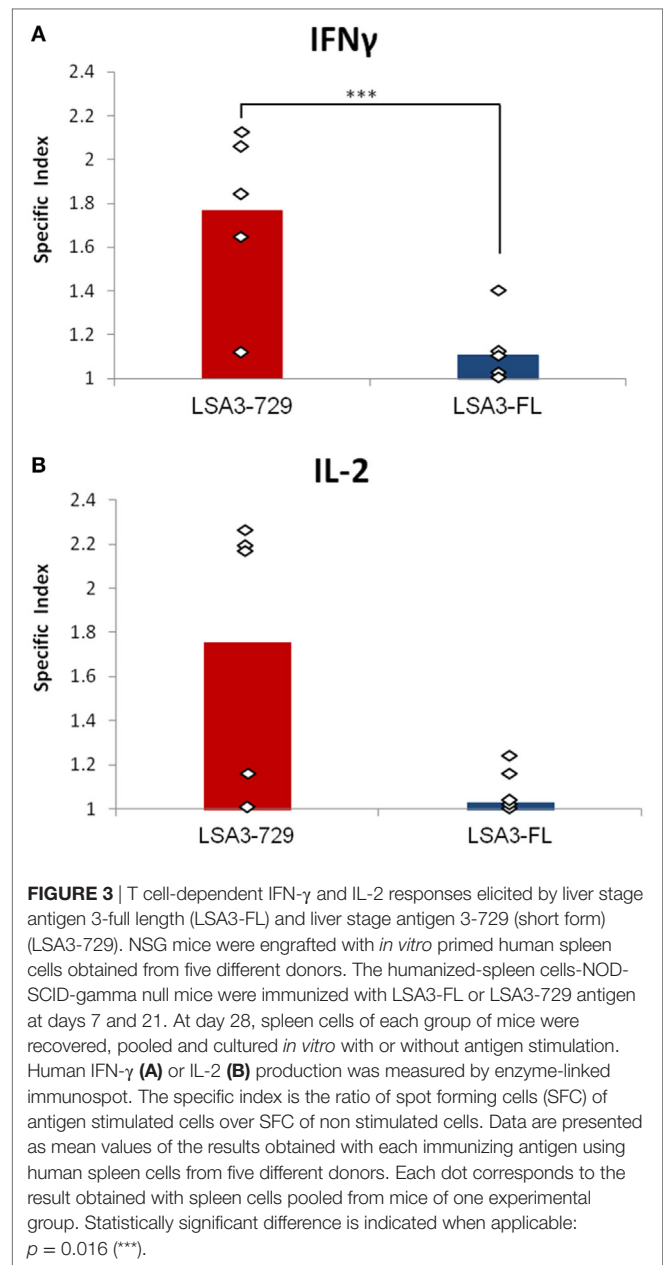 A
IFNγ
2.4
2.2
2
1.8
1.6
1.4
1.2
1
Specific Index
***
LSA3-729
LSA3-FL
B
IL-2
2.4
2.2
2
1.8
1.6
1.4
1.2
1
Specific Index
LSA3-729
LSA3-FL
FIGURE 3 | T cell-dependent IFN-γ and IL-2 responses elicited by liver stage
antigen 3-full length (LSA3-FL) and liver stage antigen 3-729 (short form)
(LSA3-729). NSG mice were engrafted with in vitro primed human spleen
cells obtained from five different donors. The humanized-spleen cells-NOD-
SCID-gamma null mice were immunized with LSA3-FL or LSA3-729 antigen
at days 7 and 21. At day 28, spleen cells of each group of mice were
recovered, pooled and cultured in vitro with or without antigen stimulation.
Human IFN-γ (A) or IL-2 (B) production was measured by enzyme-linked
immunospot. The specific index is the ratio of spot forming cells (SFC) of
antigen stimulated cells over SFC of non stimulated cells. Data are presented
as mean values of the results obtained with each immunizing antigen using
human spleen cells from five different donors. Each dot corresponds to the
result obtained with spleen cells pooled from mice of one experimental
group. Statistically significant difference is indicated when applicable:
p = 0.016 (***).